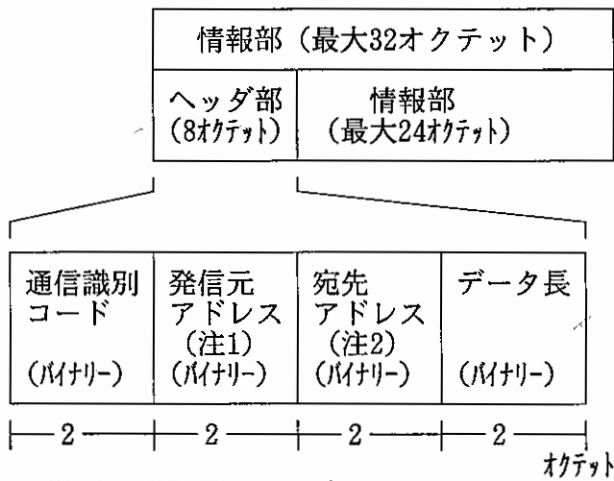 情報部（最大32オクテット）
ヘッダ部
(8オクテット)
情報部
(最大24オクテット)
通信識別
コード
(バイナリー)
発信元
アドレス
(注1)
(バイナリー)
宛先
アドレス
(注2)
(バイナリー)
データ長
(バイナリー)
2
2
2
2
オクテット